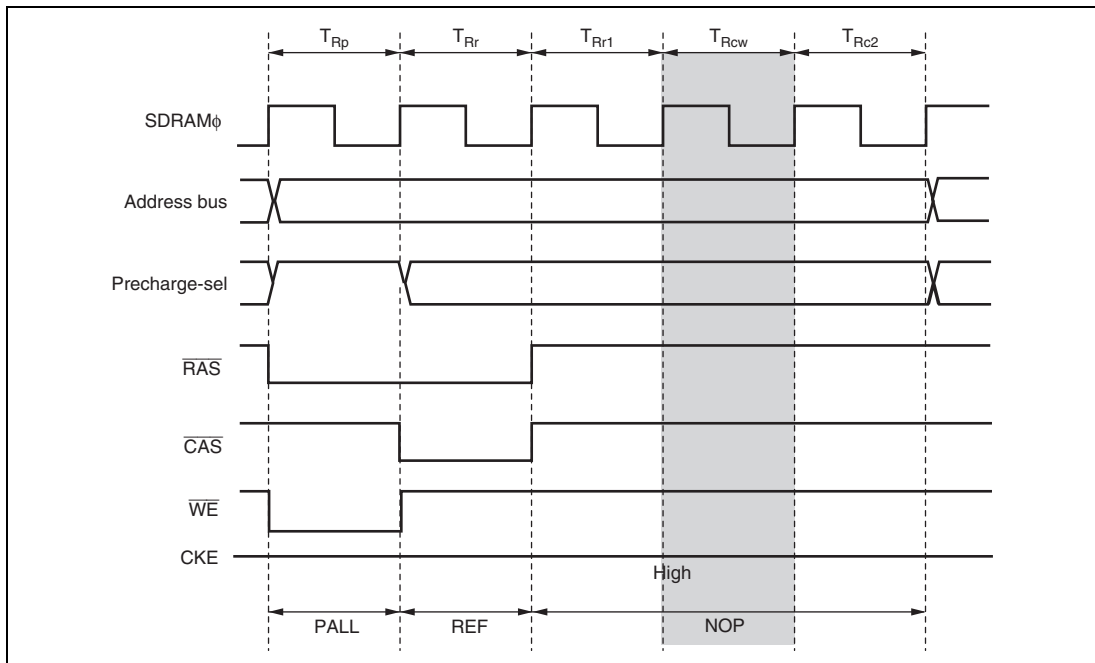 TRp TRr TRr1 TRcw TRc2
SDRAMϕ
Address bus
Precharge-sel
RAS
CAS
WE
CKE
High
PALL REF NOP